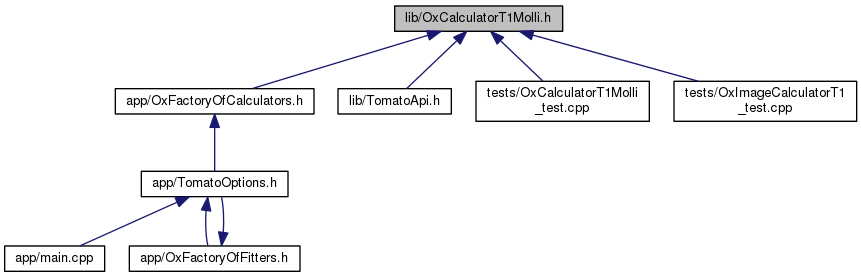 lib/OxCalculatorT1Molli.h
app/OxFactoryOfCalculators.h
lib/TomatoApi.h
tests/OxCalculatorT1Molli
_test.cpp
tests/OxImageCalculatorT1
_test.cpp
app/TomatoOptions.h
app/main.cpp
app/OxFactoryOfFitters.h